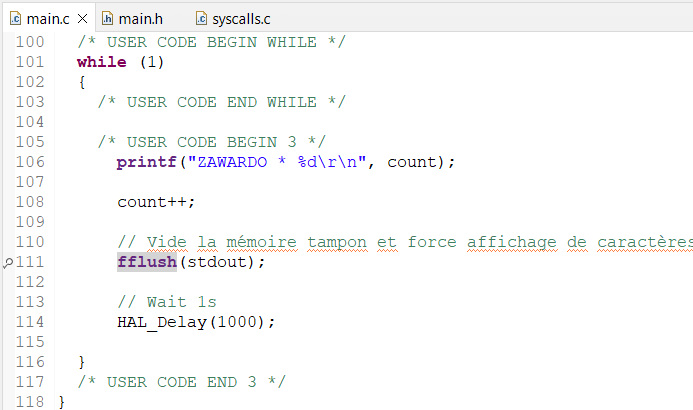 main.c main.h syscalls.c
100 /* USER CODE BEGIN WHILE */
101 while (1)
102 {
103 /* USER CODE END WHILE */
104
105 /* USER CODE BEGIN 3 */
106 printf("ZAWARDO * %d\r\n", count);
107
108 count++;
109
110 // Vide la mémoire tampon et force affichage de caractères
111 fflush(stdout);
112
113 // Wait 1s
114 HAL_Delay(1000);
115
116 }
117 /* USER CODE END 3 */
118 }